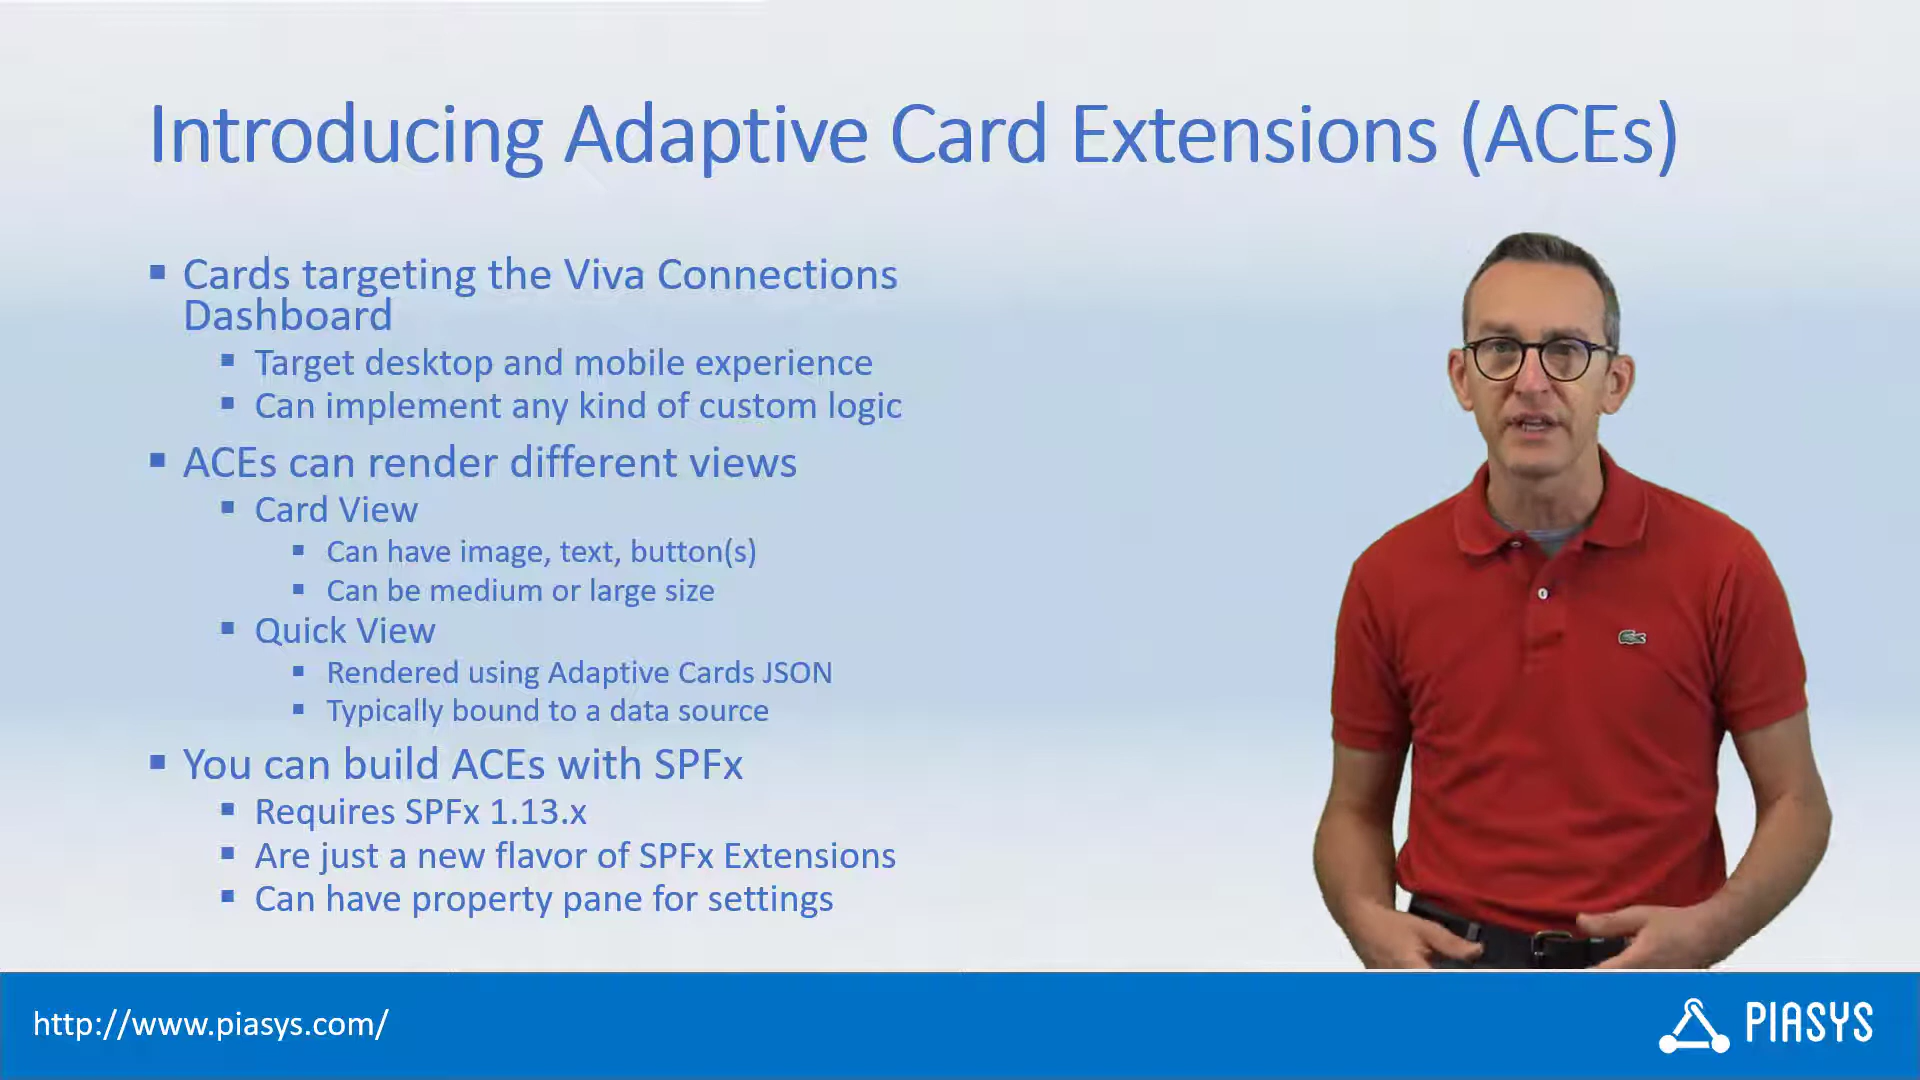 Introducing Adaptive Card Extensions (ACEs)
Cards targeting the Viva Connections
Dashboard
Target desktop and mobile experience
Can implement any kind of custom logic
ACEs can render different views
Card View
Can have image, text, button(s)
Can be medium or large size
Quick View
Rendered using Adaptive Cards JSON
Typically bound to a data source
You can build ACEs with SPFx
Requires SPFx 1.13.x
Are just a new flavor of SPFx Extensions
Can have property pane for settings
http://www.piasys.com/
PIASYS